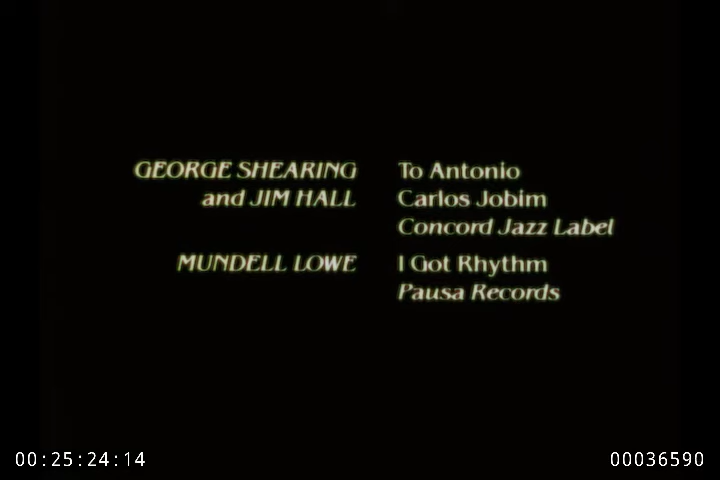 GEORGE SHEARING To Antonio
and JIM HALL Carlos Jobim
Concord Jazz Label
MUNDELL LOWE I Got Rhythm
Pausa Records
00:25:24:14 00036590